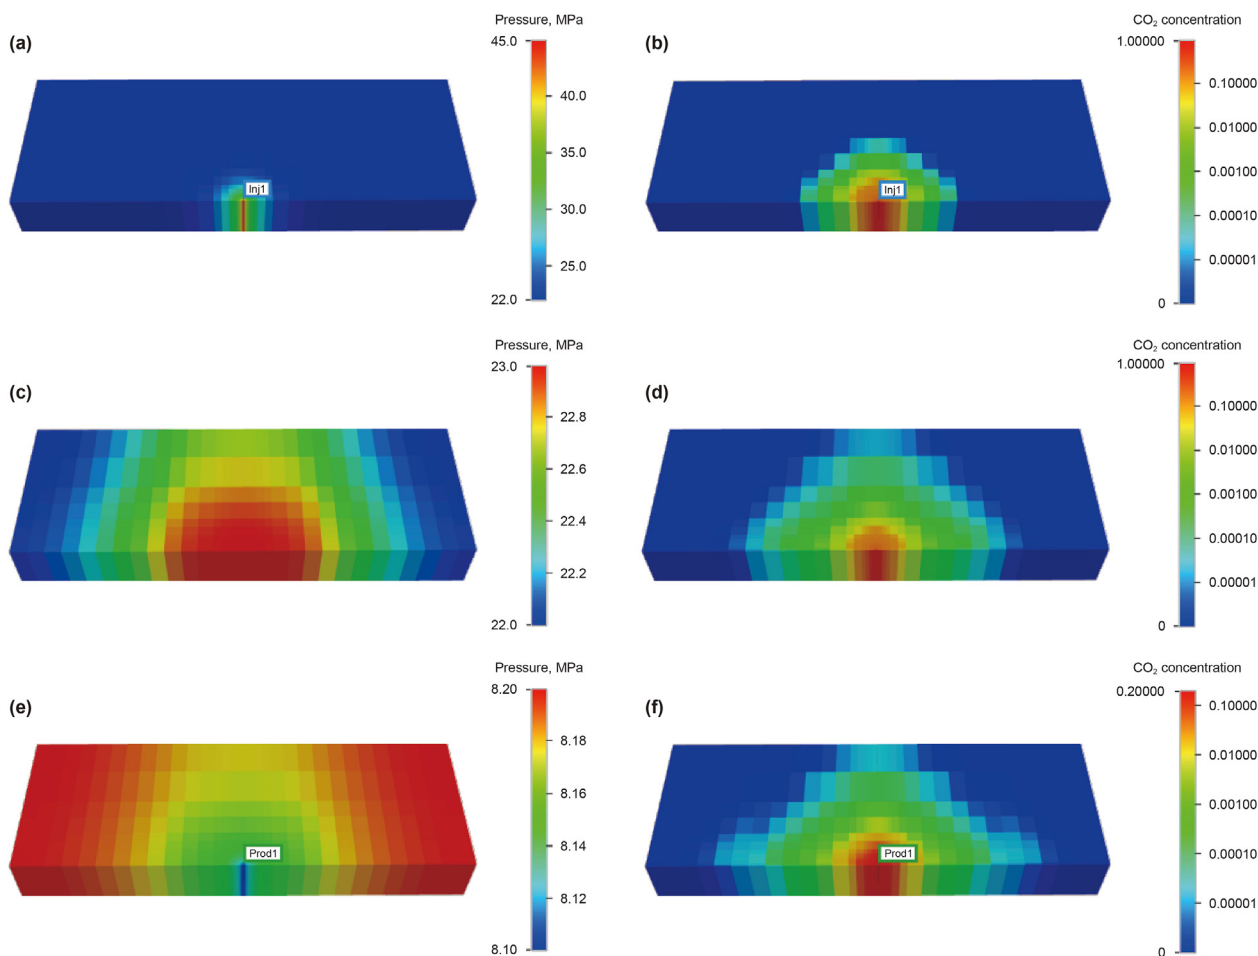 (a)
Pressure, MPa
45.0
40.0
35.0
30.0
25.0
22.0
Inj1
(b)
CO₂ concentration
1.00000
0.10000
0.01000
0.00100
0.00010
0.00001
0
Inj1
(c)
Pressure, MPa
23.0
22.8
22.6
22.4
22.2
22.0
(d)
CO₂ concentration
1.00000
0.10000
0.01000
0.00100
0.00010
0.00001
0
(e)
Pressure, MPa
8.20
8.18
8.16
8.14
8.12
8.10
Prod1
(f)
CO₂ concentration
0.20000
0.10000
0.01000
0.00100
0.00010
0.00001
0
Prod1